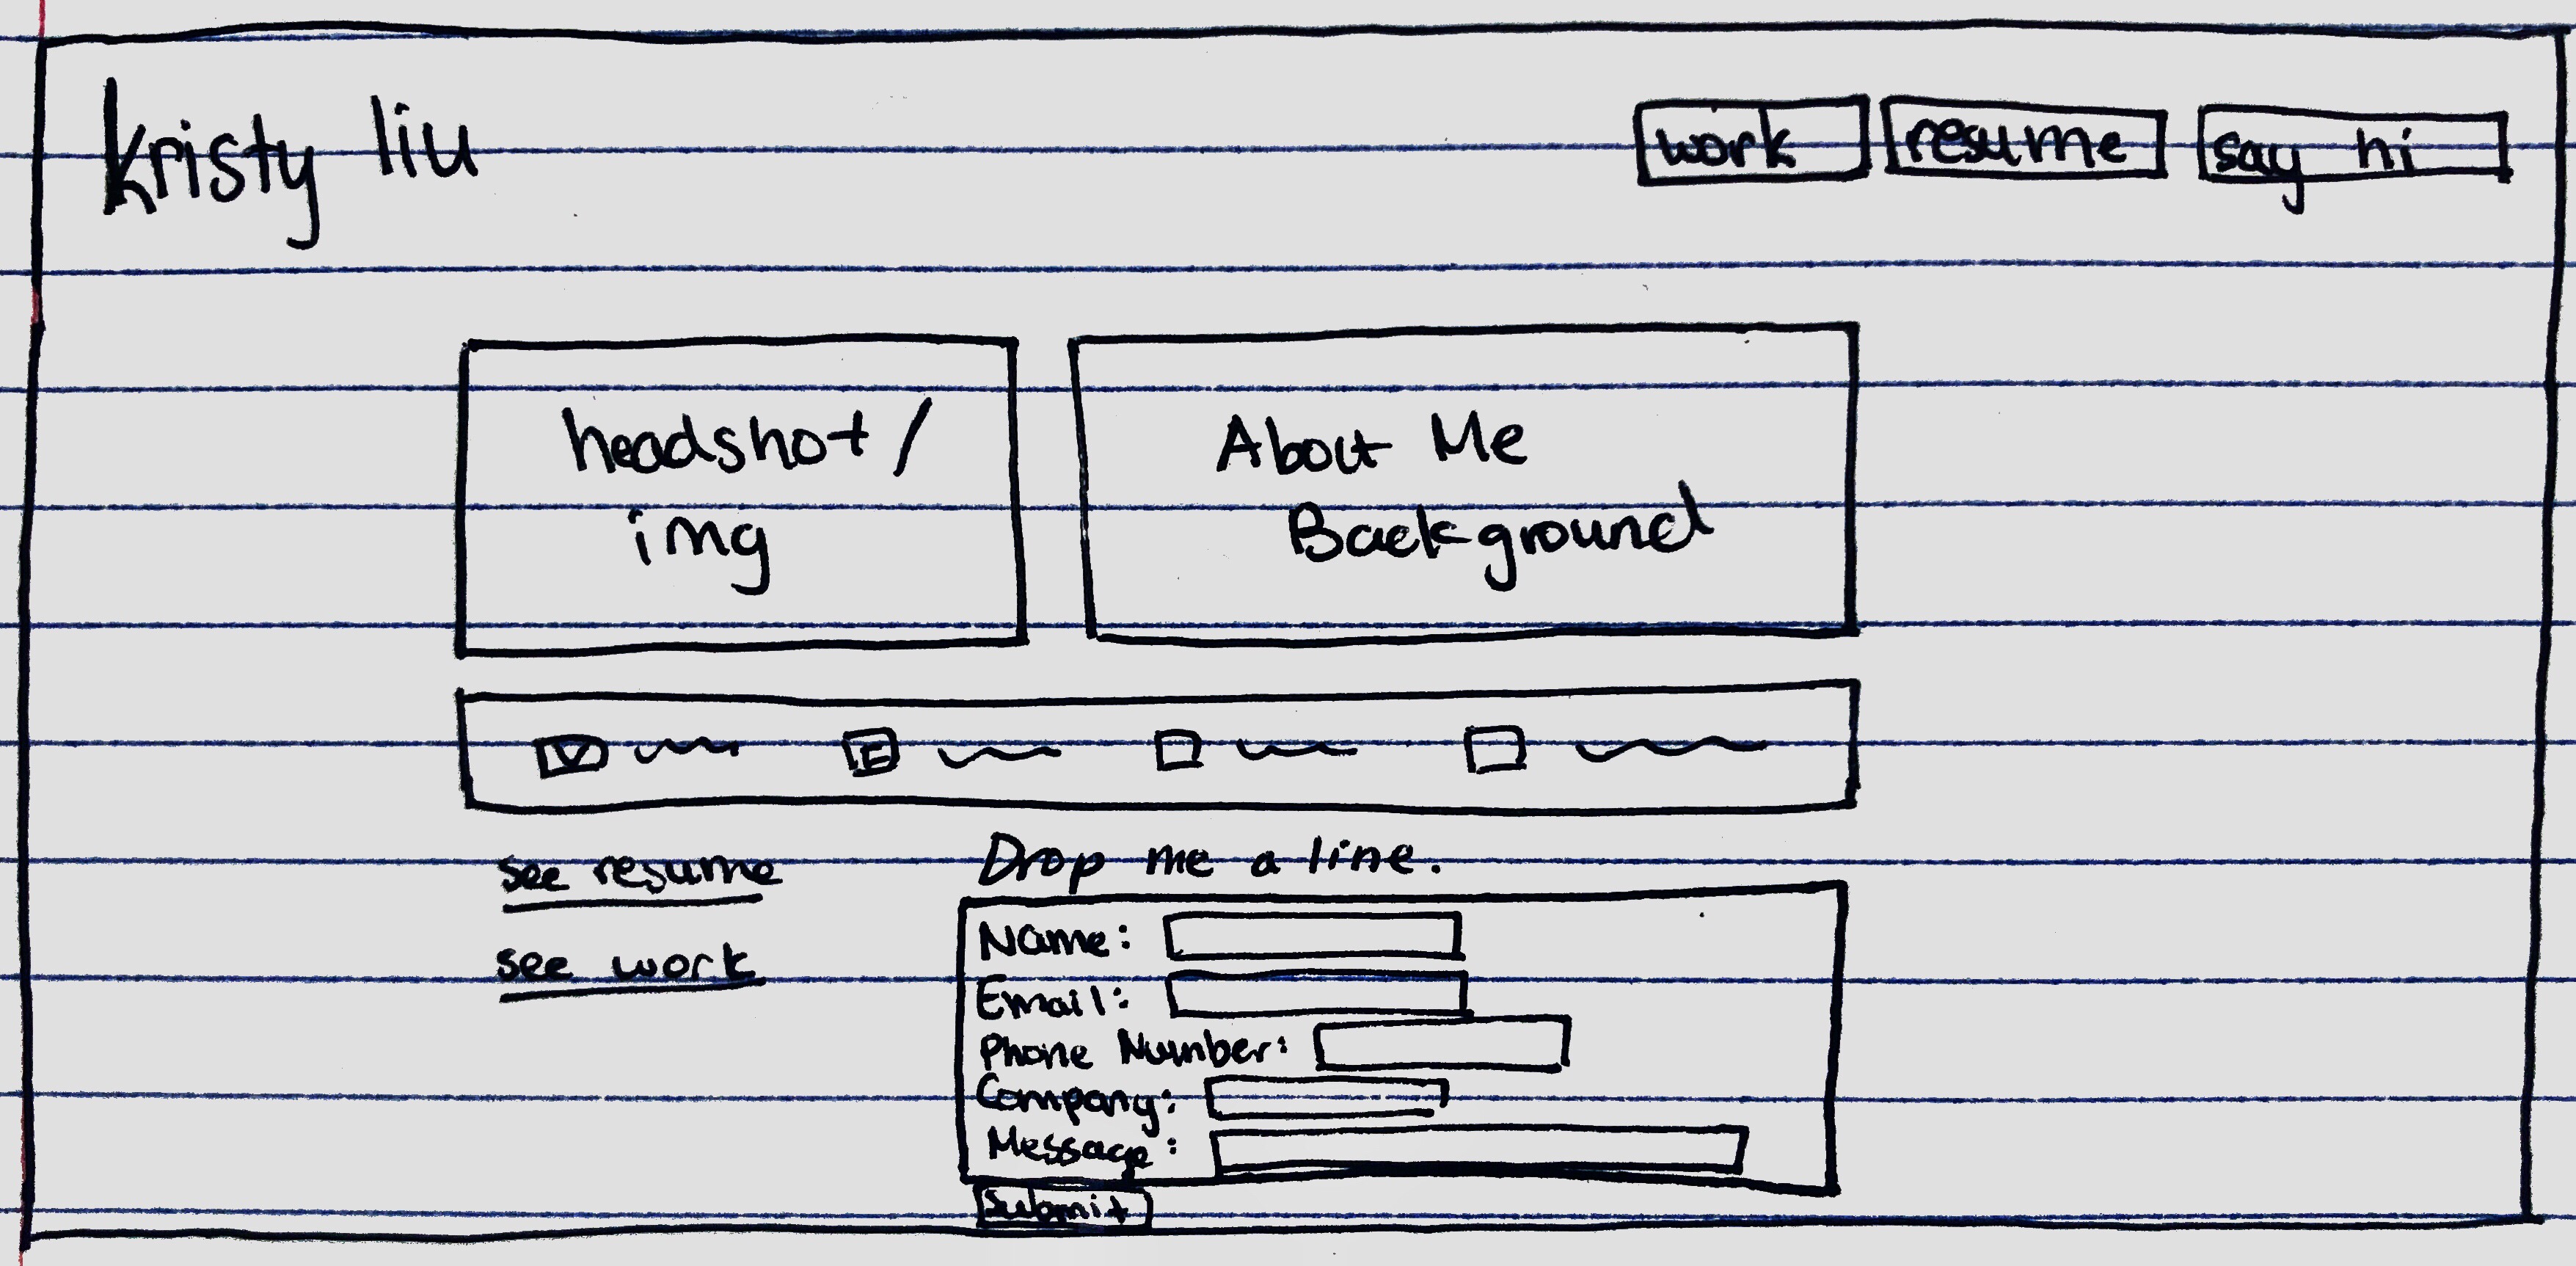 kristy liu
work resume say hi
headshot /
img
About Me
Background
E
see resume
see work
Drop me a line.
Name:
Email:
Phone Number:
Company:
Message:
Submit